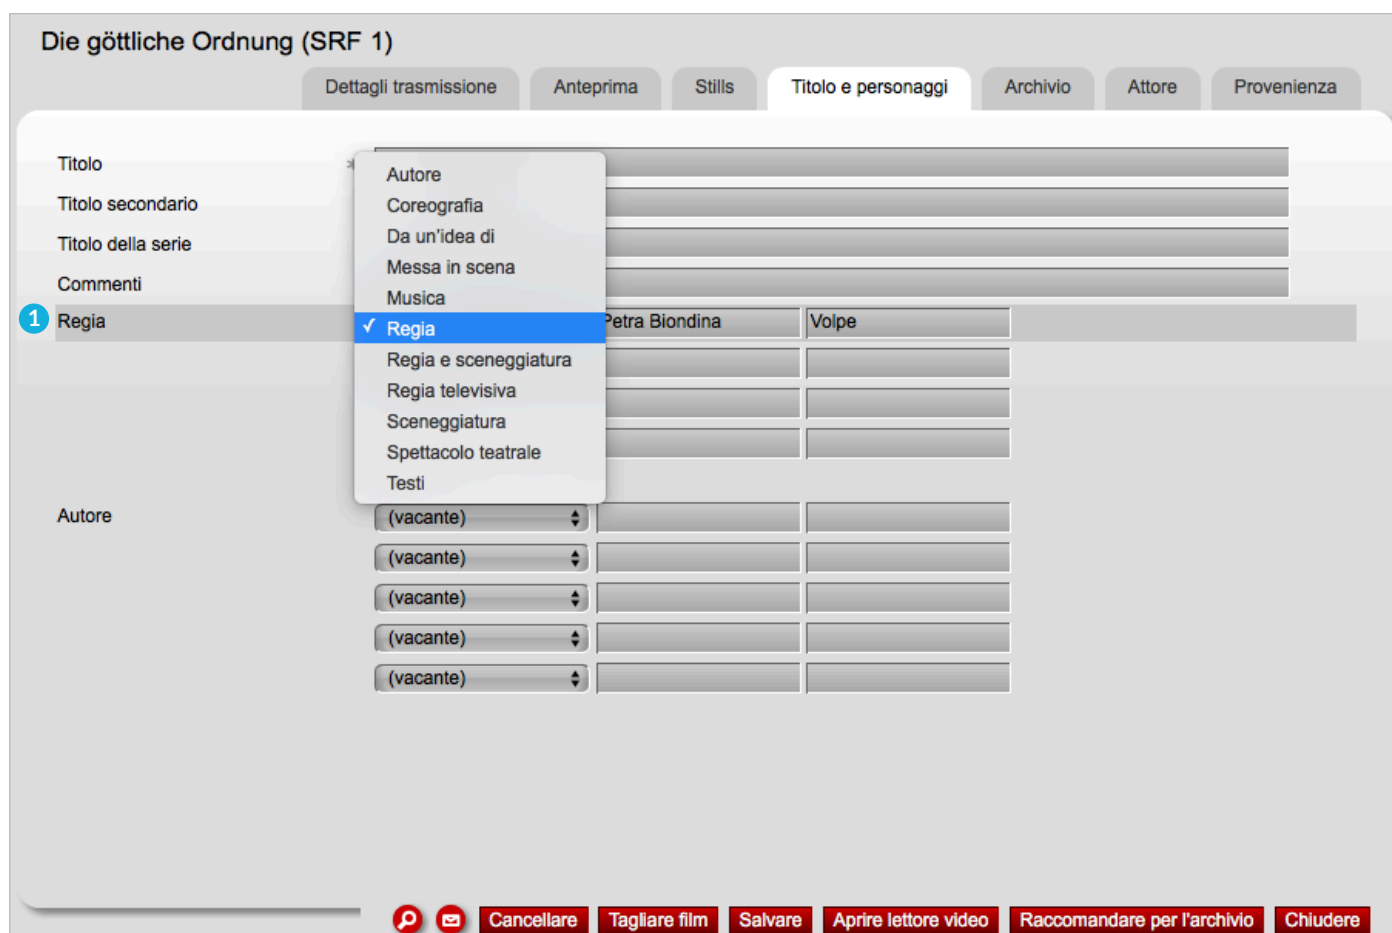 Die göttliche Ordnung (SRF 1)
Dettagli trasmissione Anteprima Stills Titolo e personaggi Archivio Attore Provenienza
Titolo *
Titolo secondario
Titolo della serie
Commenti
1 Regia
Autore
Coreografia
Da un'idea di
Messa in scena
Musica
✓ Regia
Regia e sceneggiatura
Regia televisiva
Sceneggiatura
Spettacolo teatrale
Testi
Petra Biondina Volpe
Autore (vacante)
(vacante)
(vacante)
(vacante)
(vacante)
Cancellare Tagliare film Salvare Aprire lettore video Raccomandare per l'archivio Chiudere